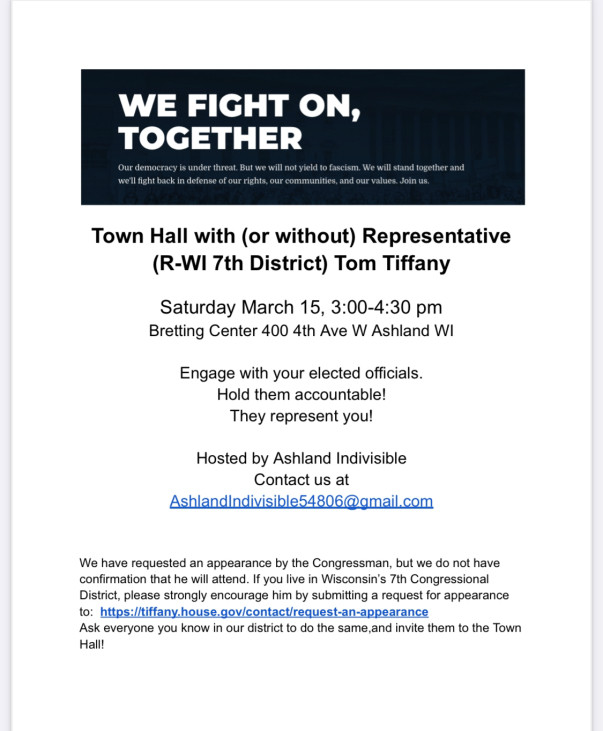 WE FIGHT ON,
TOGETHER
Our democracy is under threat. But we will not yield to fascism. We will stand together and
we'll fight back in defense of our rights, our communities, and our values. Join us.
Town Hall with (or without) Representative
(R-WI 7th District) Tom Tiffany
Saturday March 15, 3:00-4:30 pm
Bretting Center 400 4th Ave W Ashland WI
Engage with your elected officials.
Hold them accountable!
They represent you!
Hosted by Ashland Indivisible
Contact us at
AshlandIndivisible54806@gmail.com
We have requested an appearance by the Congressman, but we do not have
confirmation that he will attend. If you live in Wisconsin's 7th Congressional
District, please strongly encourage him by submitting a request for appearance
to:  https://tiffany.house.gov/contact/request-an-appearance
Ask everyone you know in our district to do the same,and invite them to the Town
Hall!